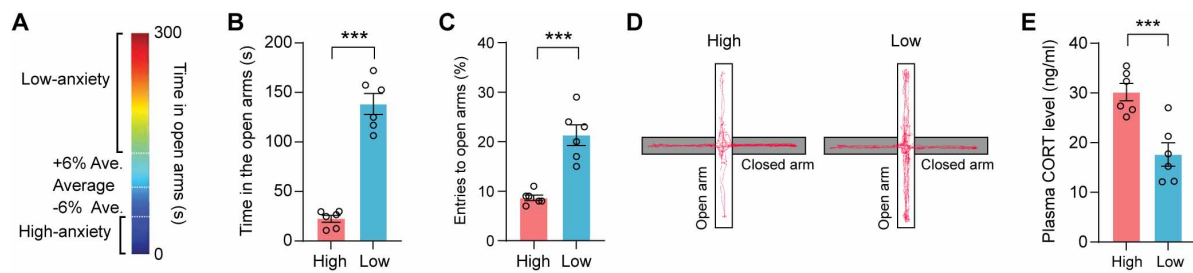 A
300
Low-anxiety
+6% Ave.
Average
-6% Ave.
High-anxiety
0
Time in open arms (s)
B
Time in the open arms (s)
200
150
100
50
0
***
High
Low
C
Entries to open arms (%)
40
30
20
10
0
***
High
Low
D
High
Low
Closed arm
Open arm
Closed arm
Open arm
E
Plasma CORT level (ng/ml)
40
30
20
10
0
***
High
Low